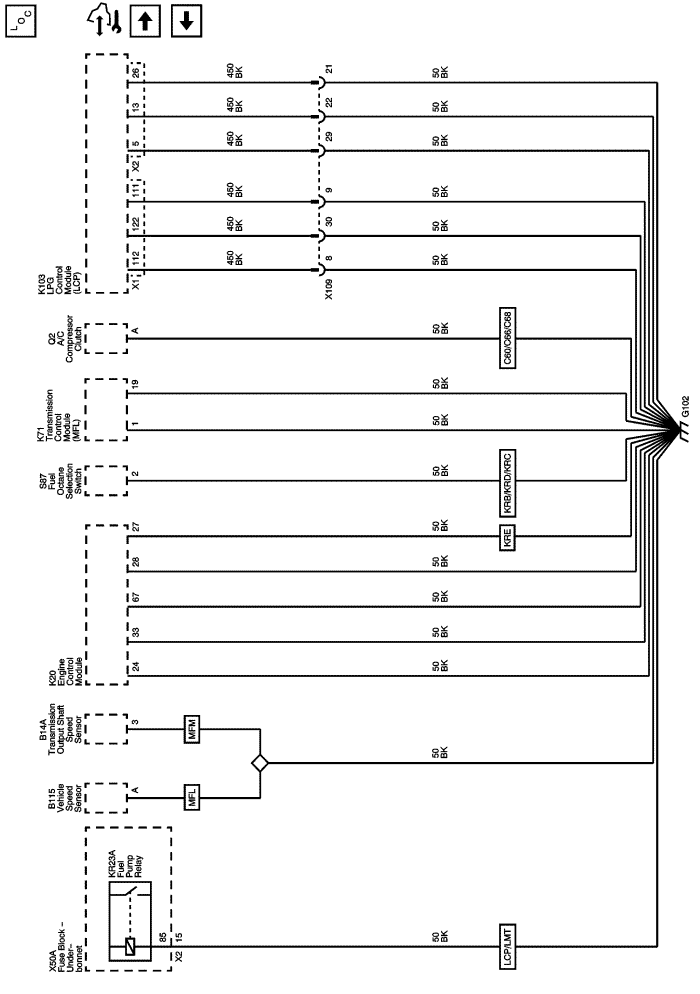 LOC
K103
LPG
Control
Module
(LCP)
X1
X2
26
13
5
111
122
112
450
BK
450
BK
450
BK
450
BK
450
BK
450
BK
21
22
29
9
30
8
X109
50
BK
50
BK
50
BK
50
BK
50
BK
50
BK
Q2
A/C
Compressor
Clutch
A
50
BK
C60/C66/C68
K71
Transmission
Control
Module
(MFL)
19
1
50
BK
50
BK
G102
S87 Fuel
Octane
Selection
Switch
2
50
BK
KRB/KRD/KRC
K20
Engine
Control
Module
27
28
67
33
24
50
BK
50
BK
50
BK
50
BK
50
BK
KRE
B14A
Transmission
Output Shaft
Speed
Sensor
3
MFM
50
BK
B115
Vehicle
Speed
Sensor
A
MFL
X50A
Fuse Block –
Under–
bonnet
KR23A
Fuel
Pump
Relay
85
15
X2
50
BK
LCP/LMT